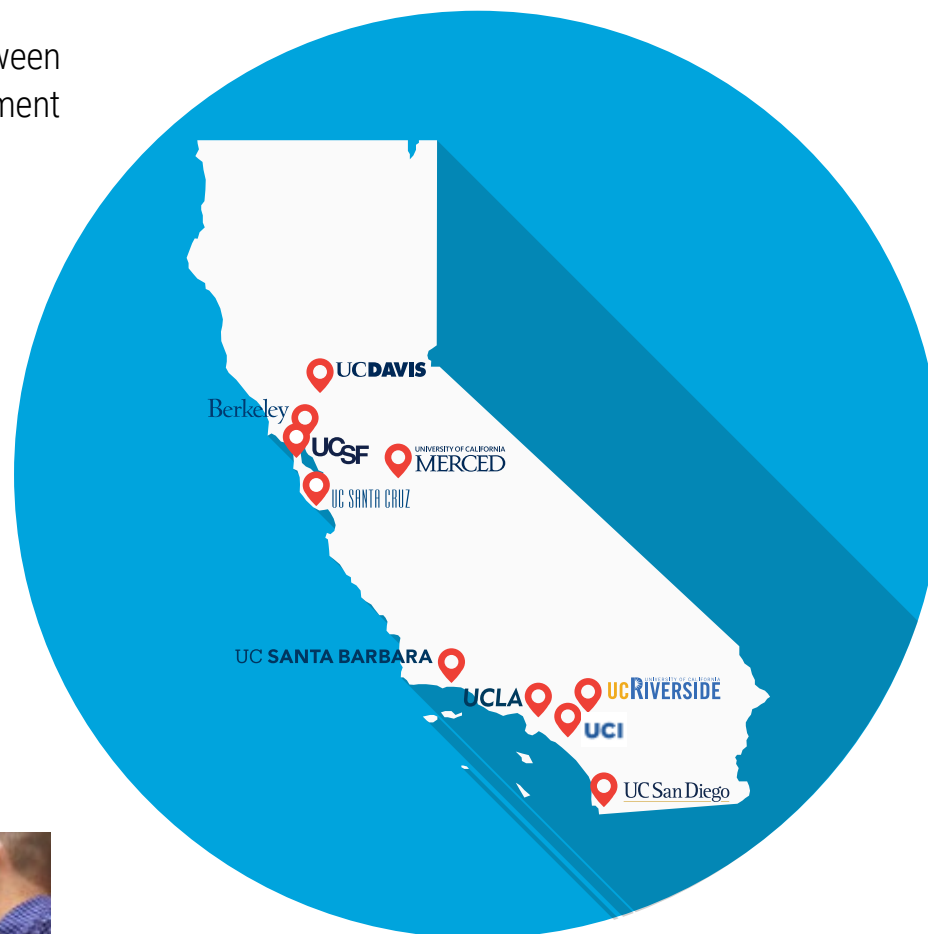 ween
ment
UCDAVIS
Berkeley
UCSF
UNIVERSITY OF CALIFORNIA
MERCED
UC SANTA CRUZ
UC SANTA BARBARA
UNIVERSITY OF CALIFORNIA
UCRIVERSIDE
UCLA
UCI
UC San Diego